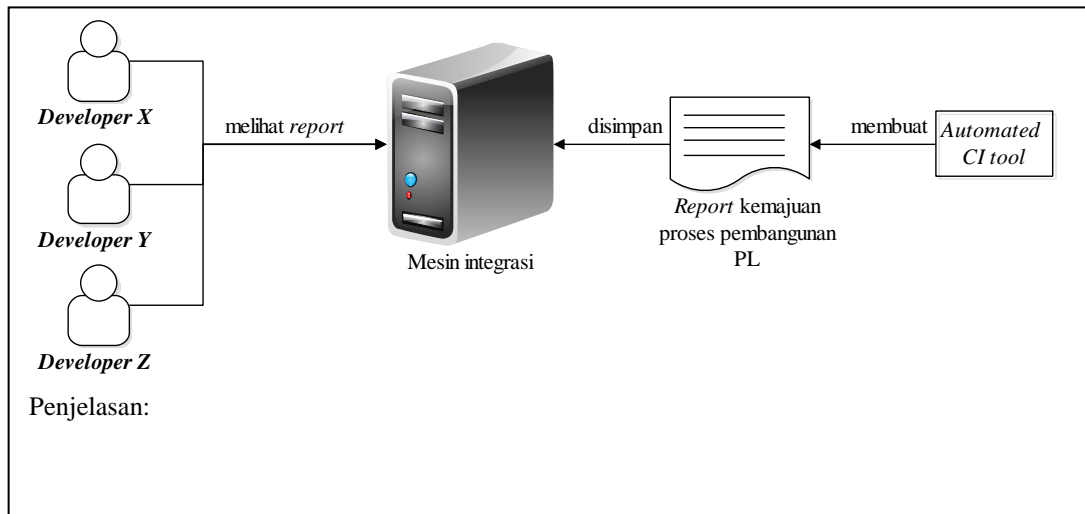 Developer X
melihat report
disimpan
membuat
Automated
CI tool
Developer Y
Report kemajuan
proses pembangunan
PL
Mesin integrasi
Developer Z
Penjelasan: